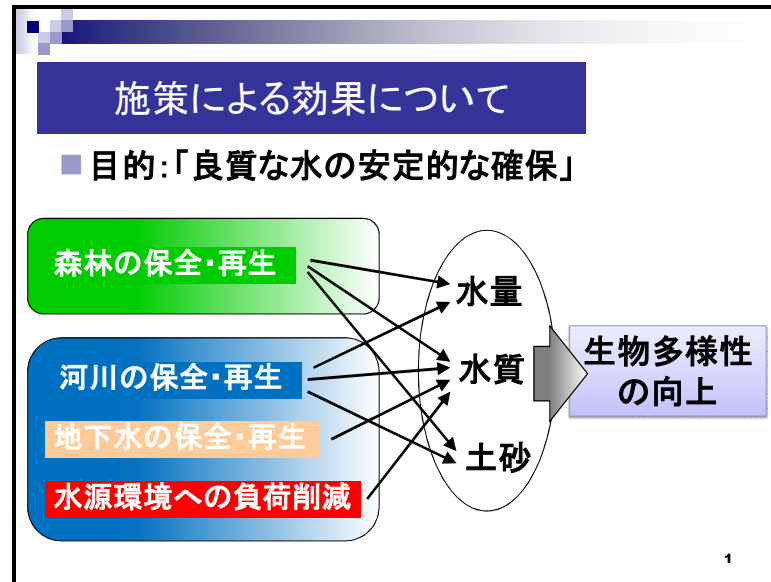 施策による効果について
目的:「良質な水の安定的な確保」
森林の保全・再生
河川の保全・再生
地下水の保全・再生
水源環境への負荷削減
水量
水質
土砂
生物多様性
の向上
1